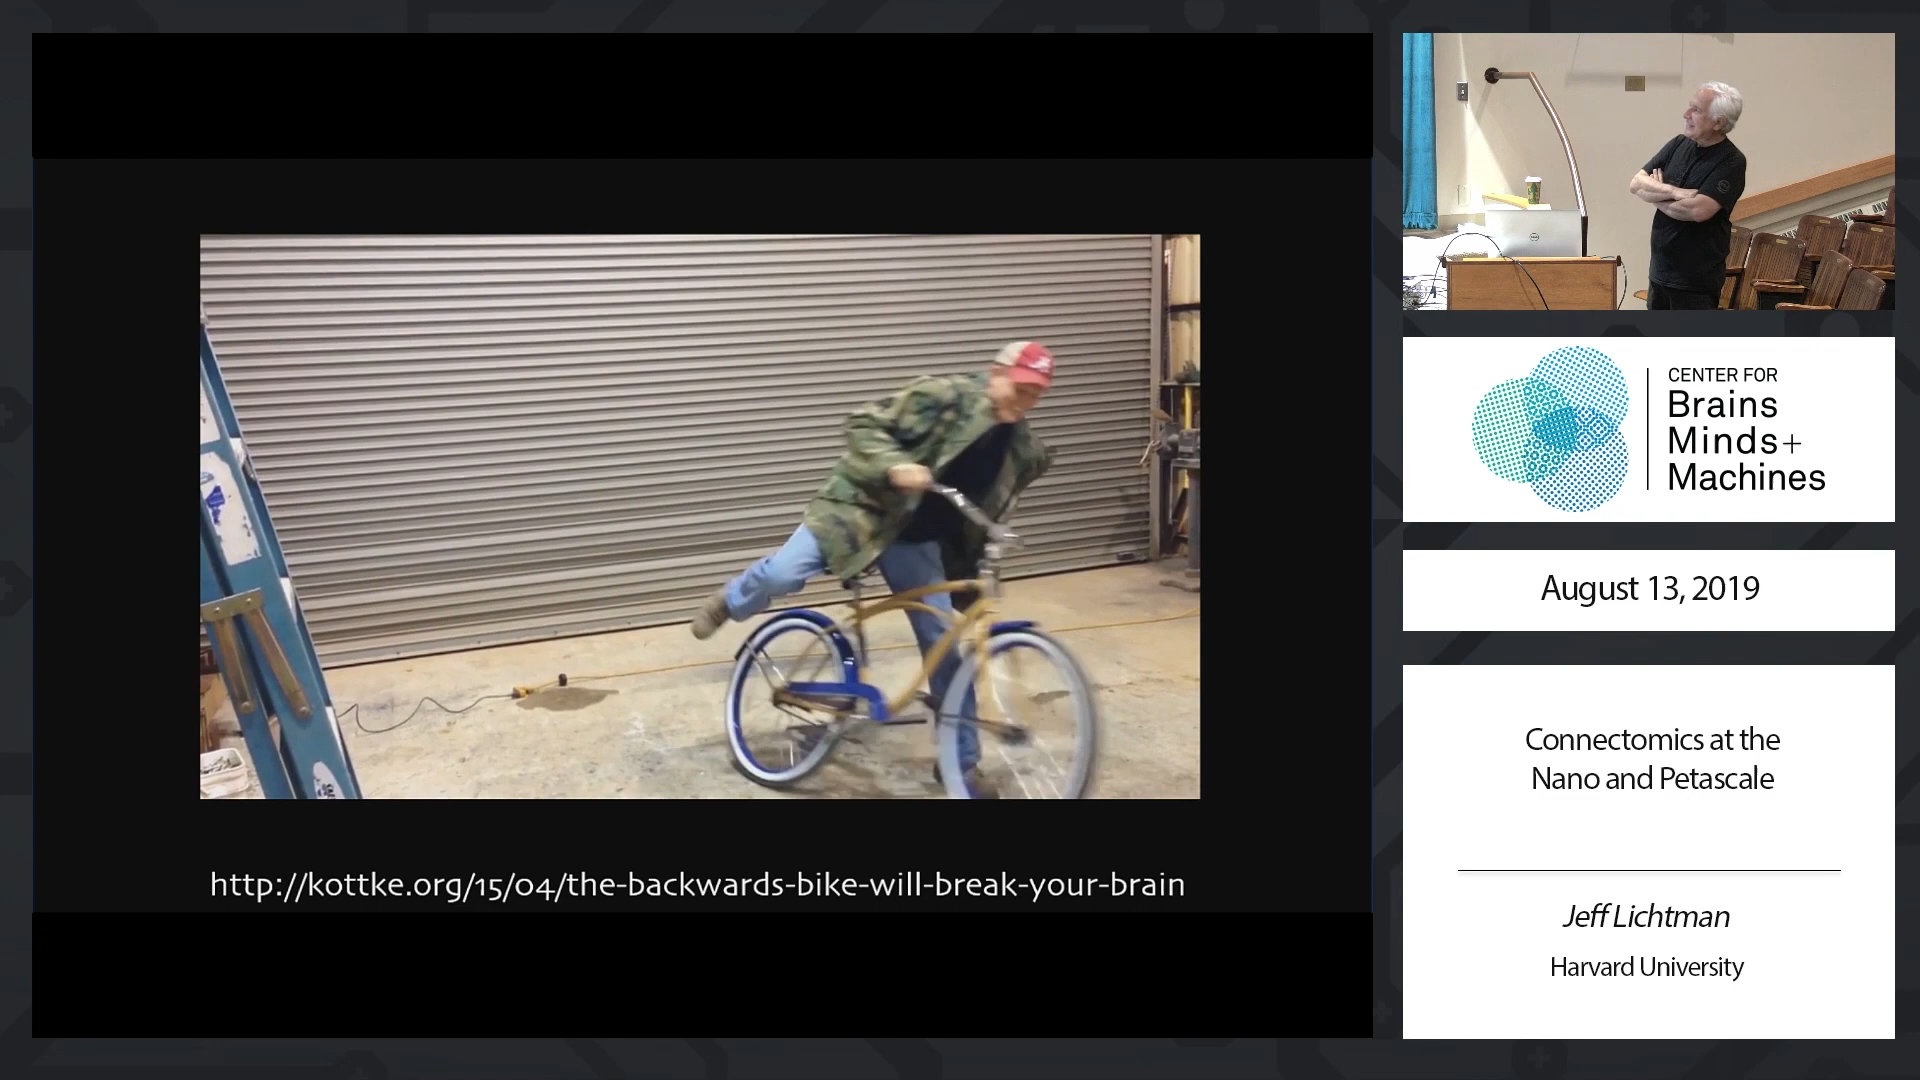 http://kottke.org/15/04/the-backwards-bike-will-break-your-brain
CENTER FOR
Brains
Minds+
Machines
August 13, 2019
Connectomics at the
Nano and Petascale
Jeff Lichtman
Harvard University